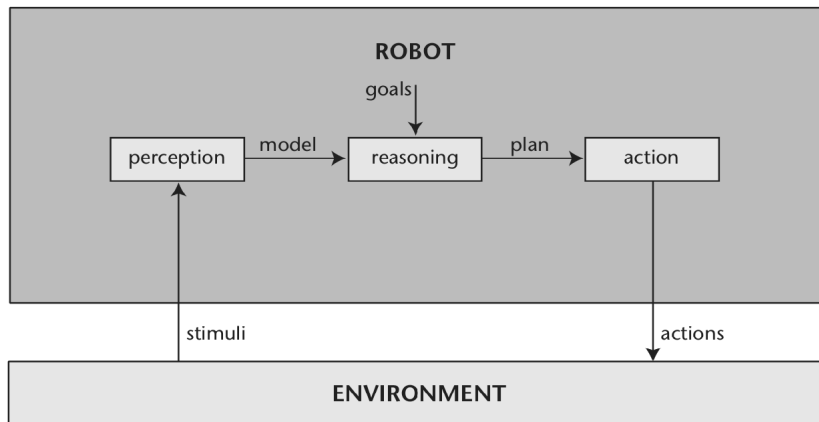 ROBOT
goals
perception
model
reasoning
plan
action
stimuli
actions
ENVIRONMENT